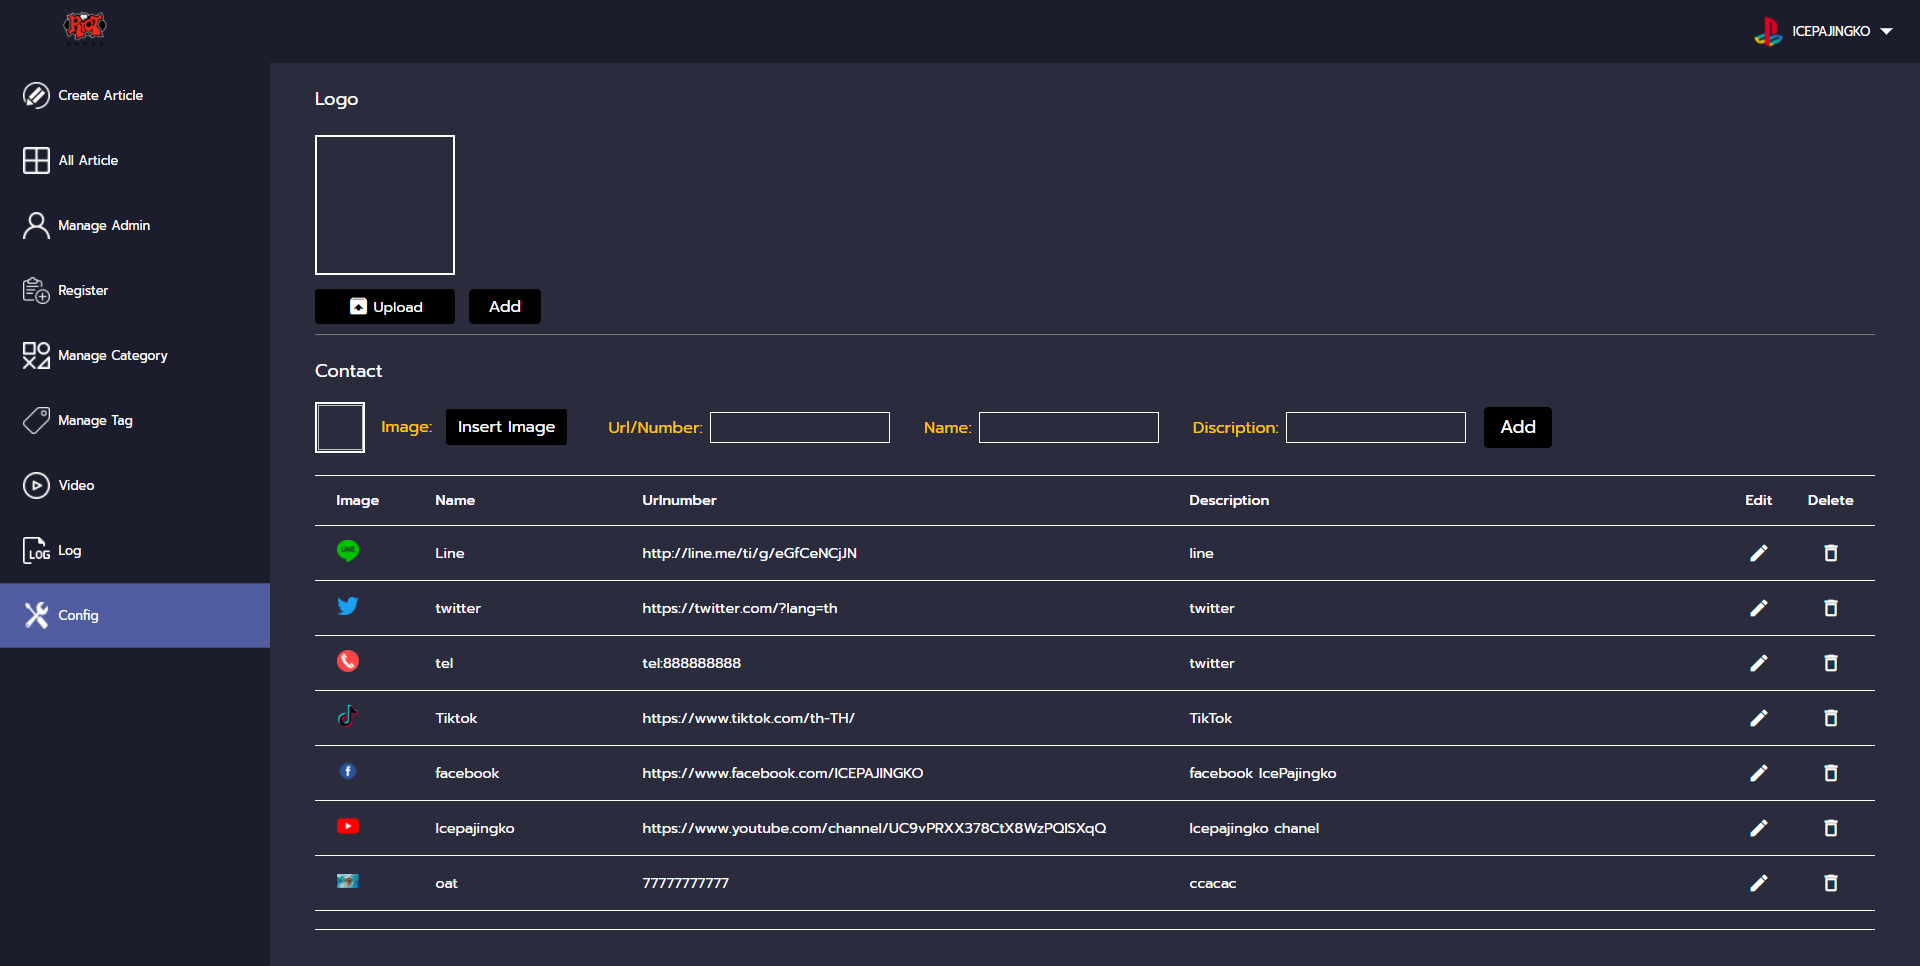 RIOT
GAMES
ICEPAJINGKO
Create Article
All Article
Manage Admin
Register
Manage Category
Manage Tag
Video
LOG Log
Config
Logo
Upload Add
Contact
Image: Insert Image Url/Number: Name: Discription: Add
Image Name Urlnumber Description Edit Delete
LINE Line http://line.me/ti/g/eGfCeNCjJN line
twitter https://twitter.com/?lang=th twitter
tel tel:888888888 twitter
Tiktok https://www.tiktok.com/th-TH/ TikTok
facebook https://www.facebook.com/ICEPAJINGKO facebook IcePajingko
Icepajingko https://www.youtube.com/channel/UC9vPRXX378CtX8WzPQISXqQ Icepajingko chanel
oat 77777777777 ccacac